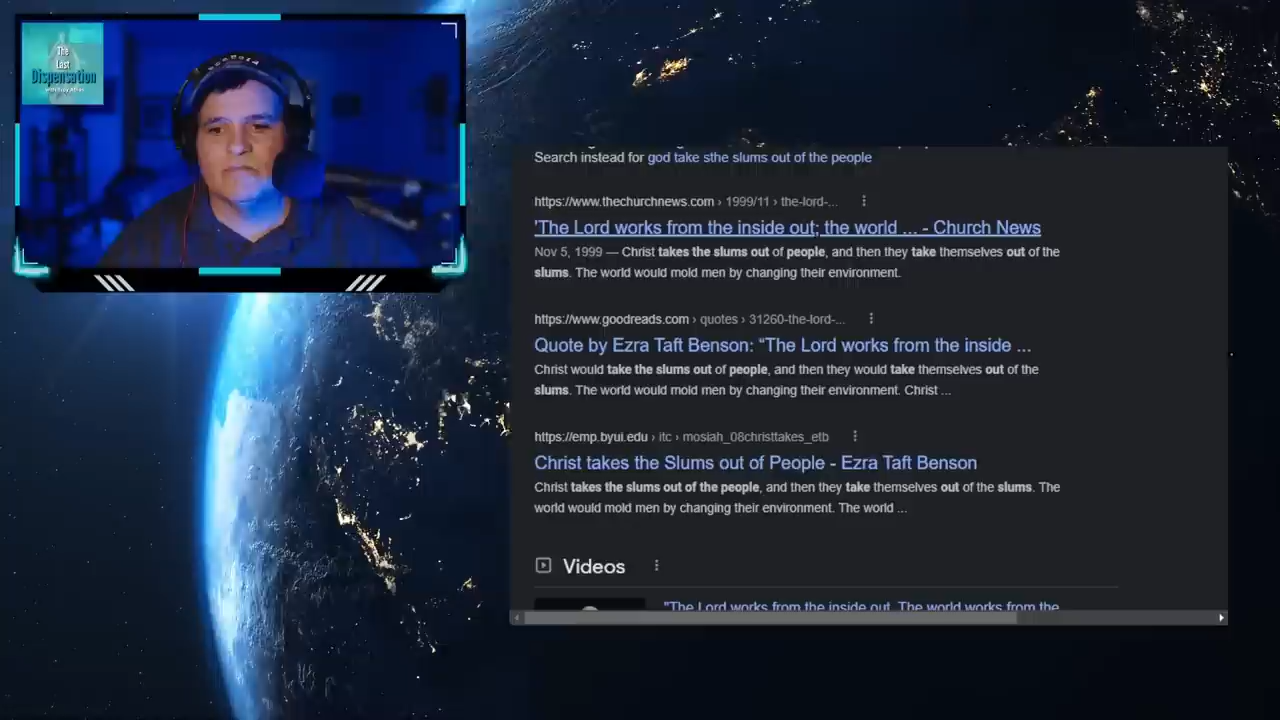 The
Last
Dispensation
Search instead for god take sthe slums out of the people
https://www.thechurchnews.com › 1999/11 › the-lord-...
'The Lord works from the inside out; the world ... - Church News
Nov 5, 1999 — Christ takes the slums out of people, and then they take themselves out of the
slums. The world would mold men by changing their environment.
https://www.goodreads.com › quotes › 31260-the-lord-...
Quote by Ezra Taft Benson: “The Lord works from the inside ...
Christ would take the slums out of people, and then they would take themselves out of the
slums. The world would mold men by changing their environment. Christ ...
https://emp.byui.edu › itc › mosiah_08christtakes_etb
Christ takes the Slums out of People - Ezra Taft Benson
Christ takes the slums out of the people, and then they take themselves out of the slums. The
world would mold men by changing their environment. The world ...
Videos
"The Lord works from the inside out. The world works from the